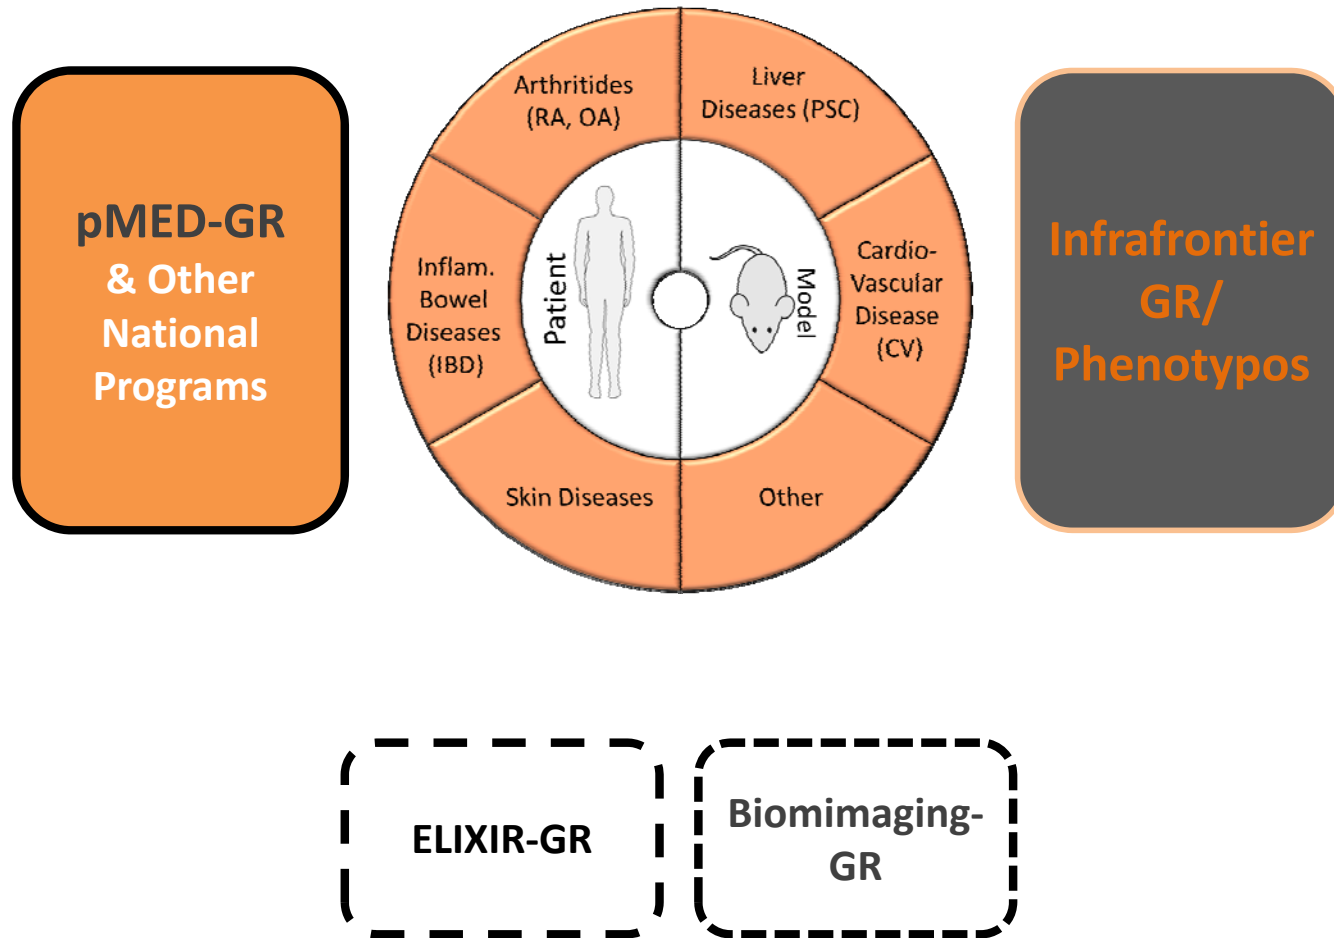 pMED-GR
& Other
National
Programs
Arthritides
(RA, OA)
Liver
Diseases (PSC)
Inflam.
Bowel
Diseases
(IBD)
Patient
Model
Cardio-
Vascular
Disease
(CV)
Skin Diseases
Other
Infrafrontier
GR/
Phenotypos
ELIXIR-GR
Biomimaging-
GR